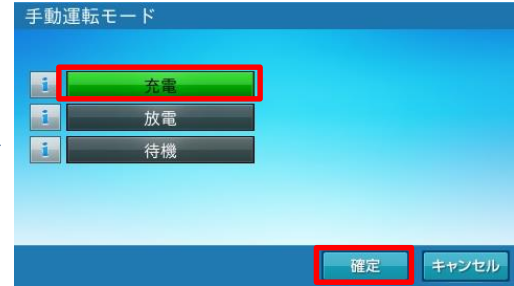 手動運転モード
i 充電
i 放電
i 待機
確定 キャンセル